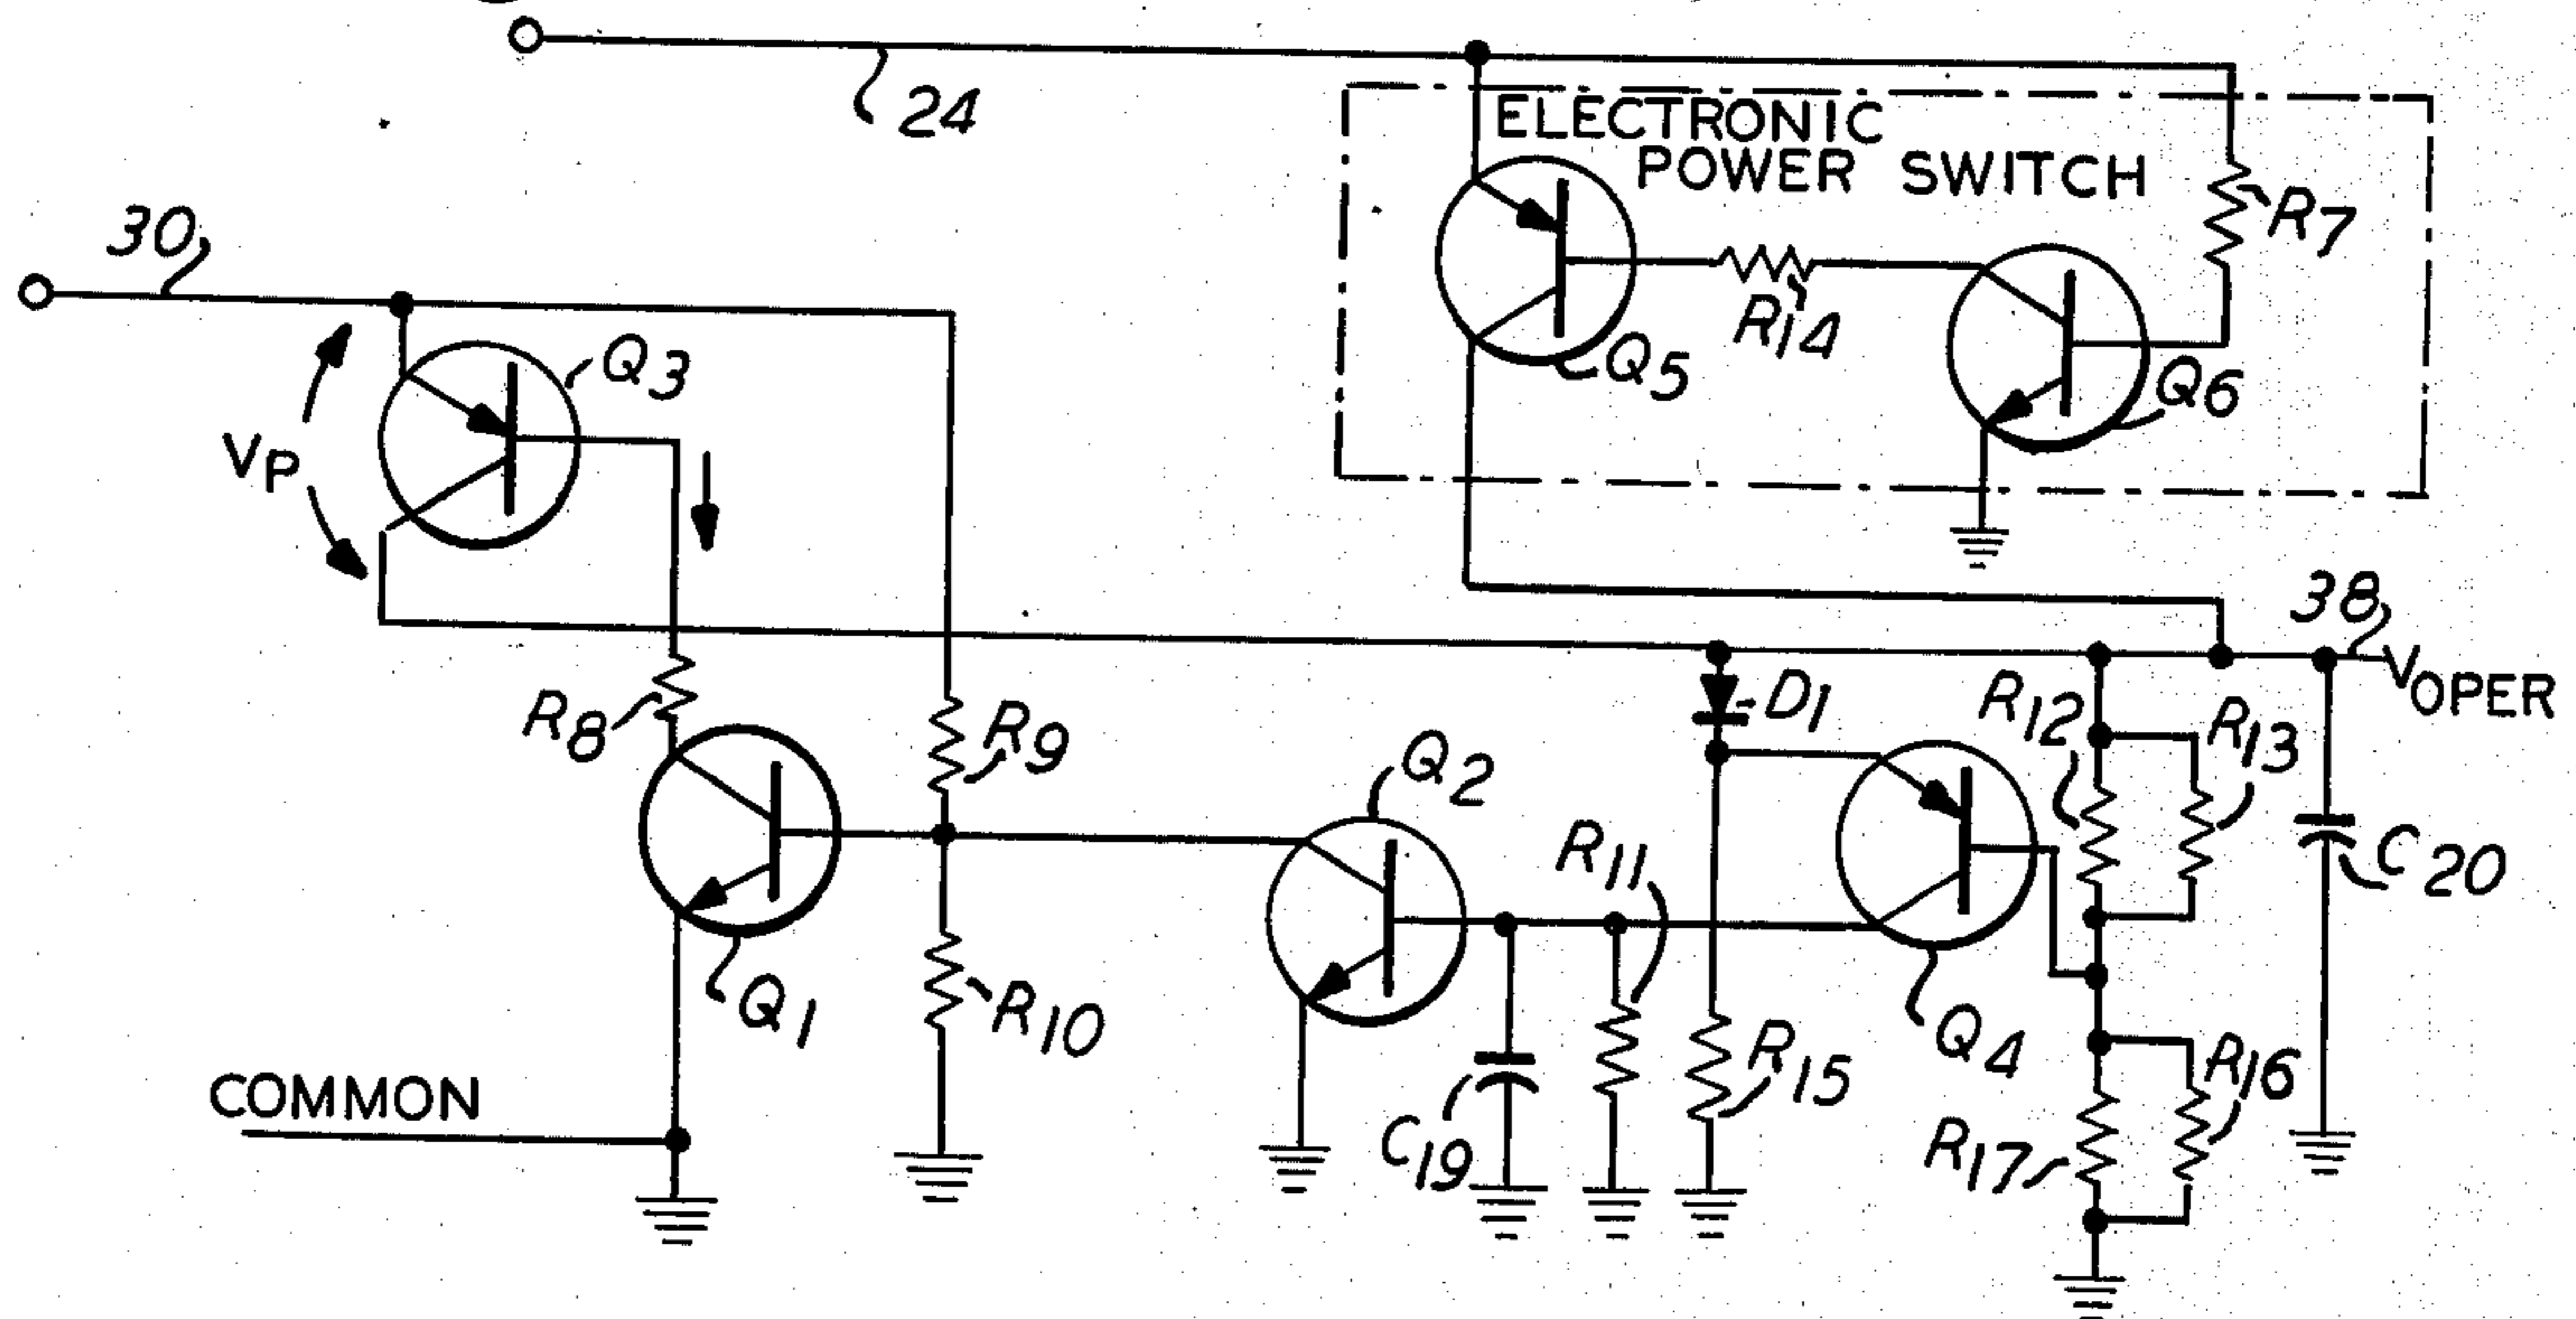 24
ELECTRONIC
POWER SWITCH
R7
30
Q3
R14
Q5
Q6
VP
38
VOPER
R8
R9
D1
R12
R13
Q2
R11
C20
Q1
R10
Q4
R15
R16
COMMON
C19
R17